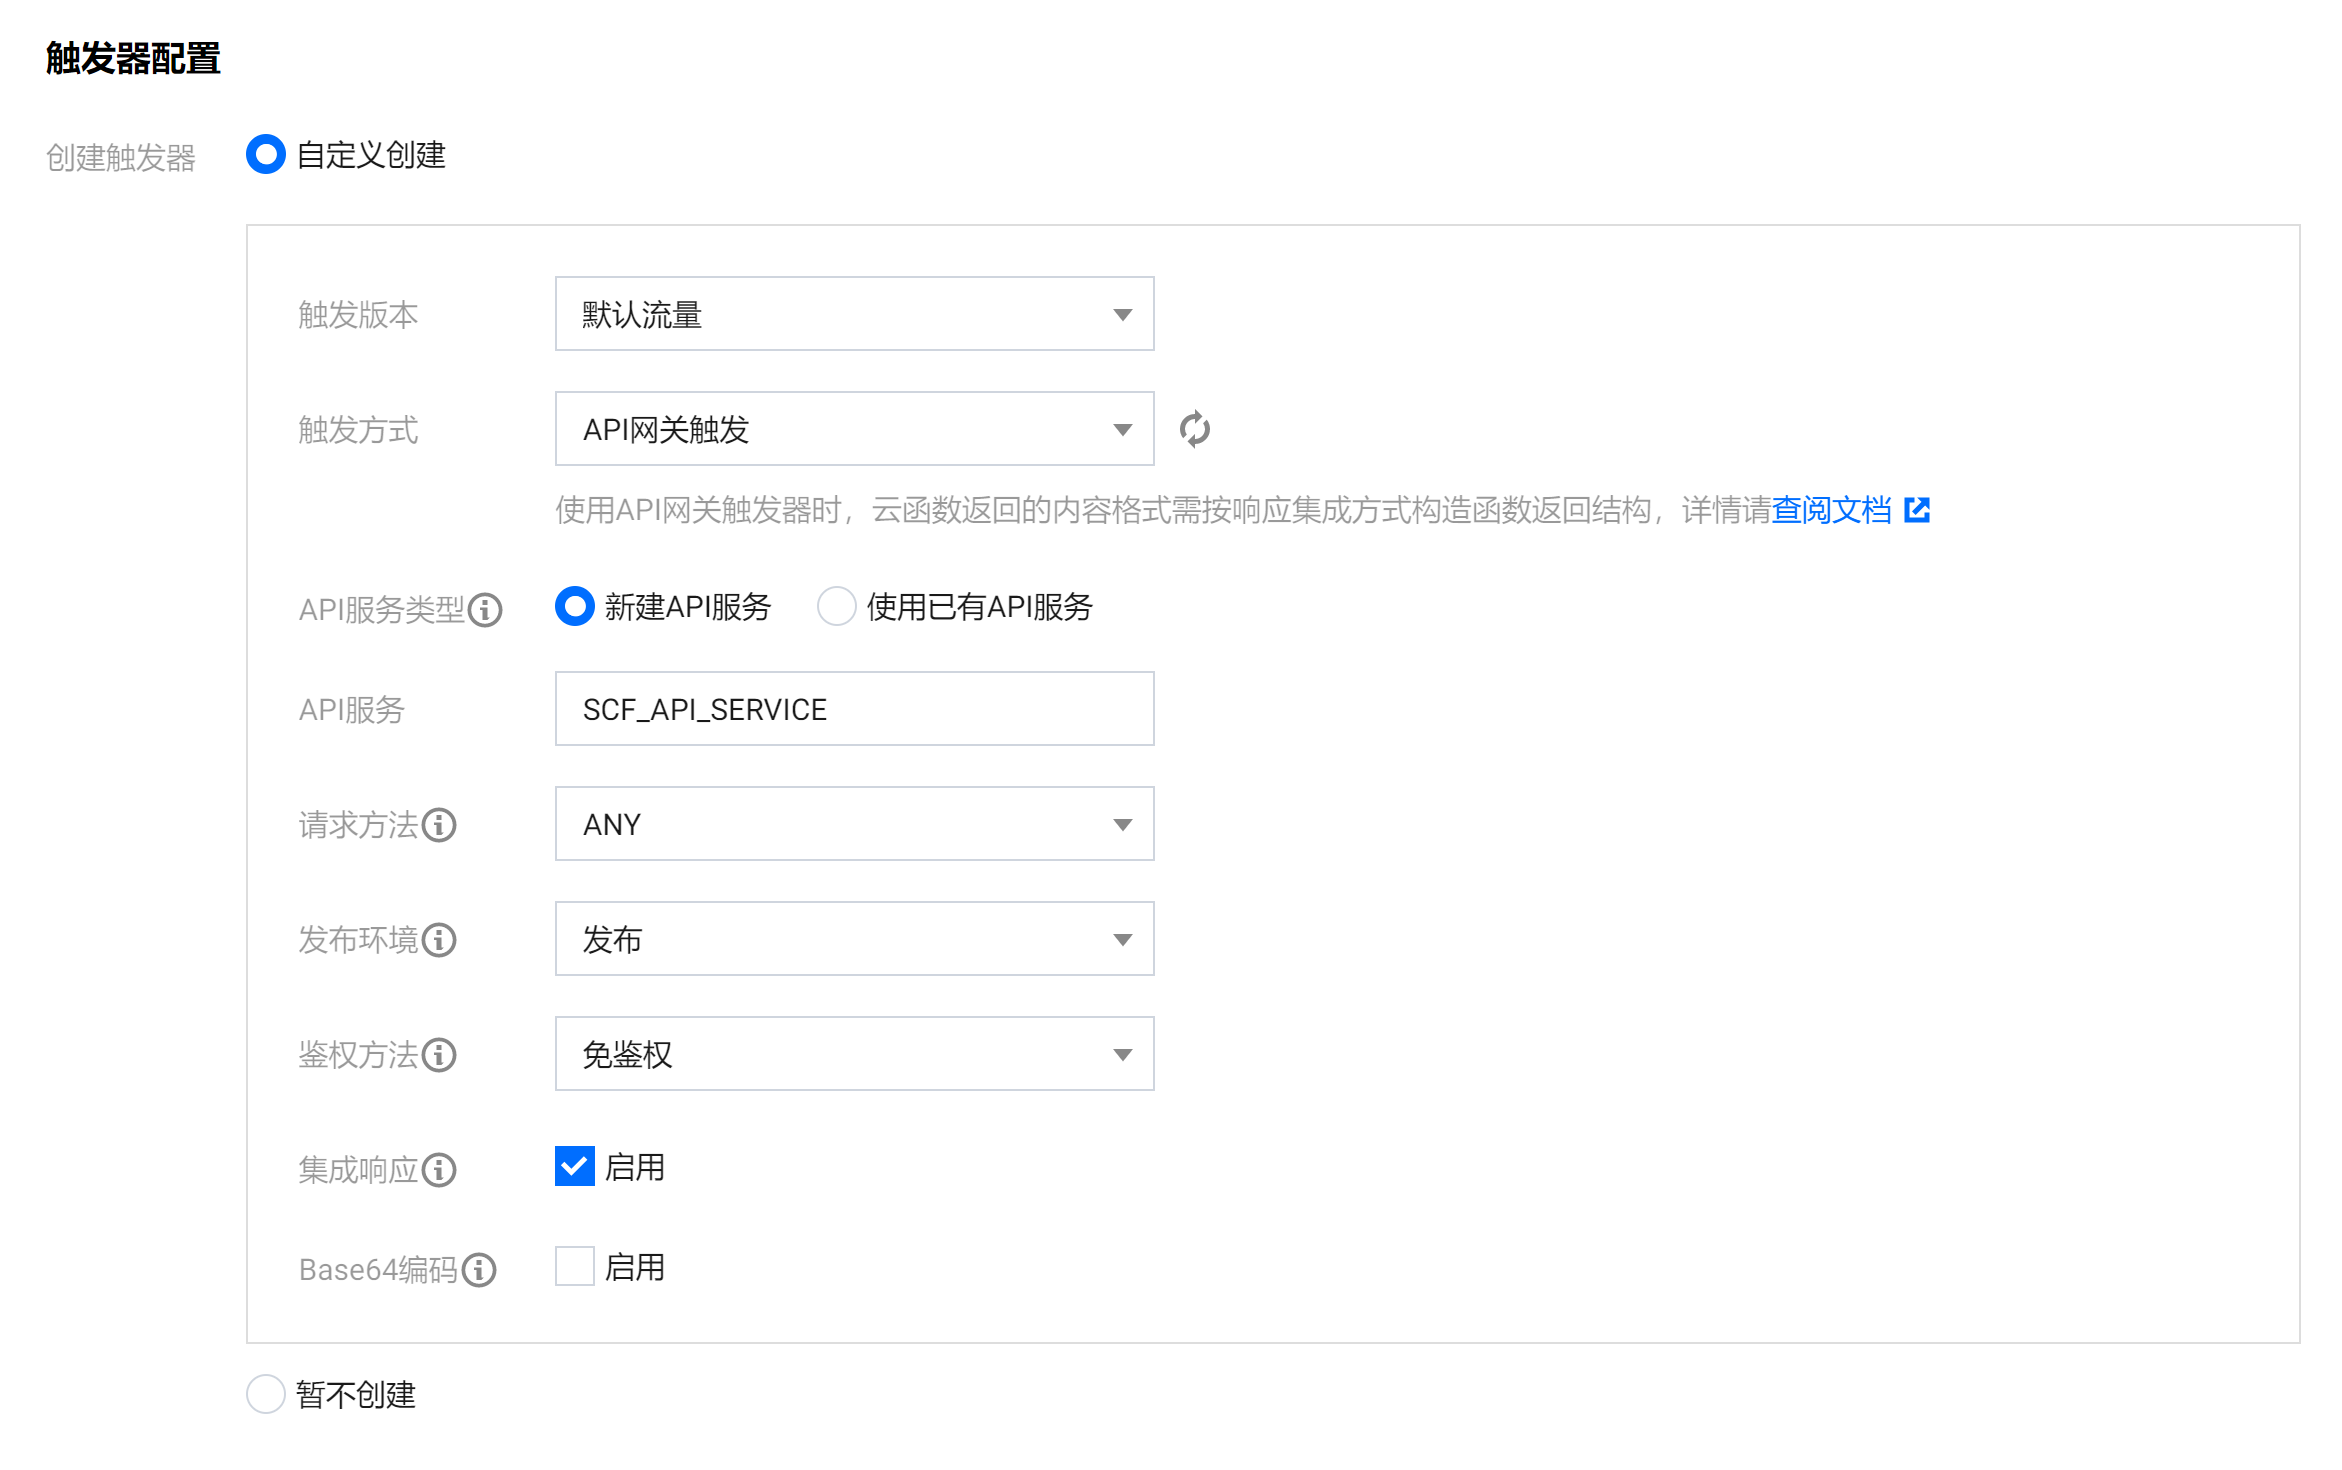 触发器配置
创建触发器 自定义创建
触发版本 默认流量
触发方式 API网关触发
使用API网关触发器时，云函数返回的内容格式需按响应集成方式构造函数返回结构，详情请查阅文档
API服务类型 新建API服务 使用已有API服务
API服务 SCF_API_SERVICE
请求方法 ANY
发布环境 发布
鉴权方法 免鉴权
集成响应 启用
Base64编码 启用
暂不创建